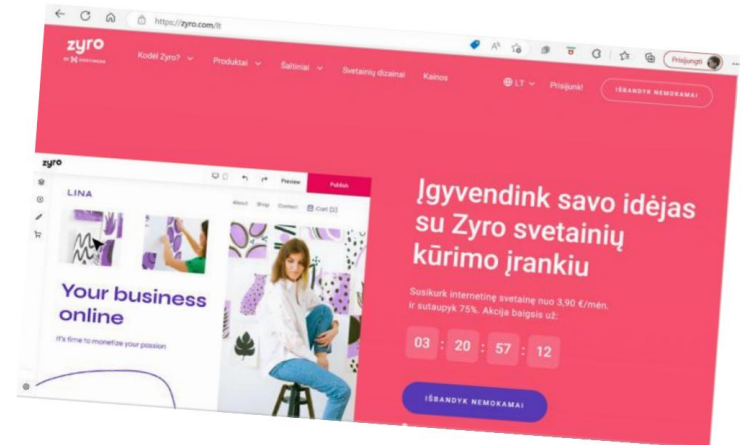 https://zyro.com/lt
Prisijungti
zyro
BY HOSTINGER
Kodėl Zyro?
Produktai
Šaltiniai
Svetainių dizainai
Kainos
LT
Prisijunk!
IŠBANDYK NEMOKAMAI
zyro
Preview
Publish
LINA
About
Shop
Contact
Cart (2)
Your business
online
It's time to monetize your passion
Įgyvendink savo idėjas
su Zyro svetainių
kūrimo įrankiu
Susikurk internetinę svetainę nuo 3,90 €/mėn.
ir sutaupyk 75%. Akcija baigsis už:
03 : 20 : 57 : 12
IŠBANDYK NEMOKAMAI